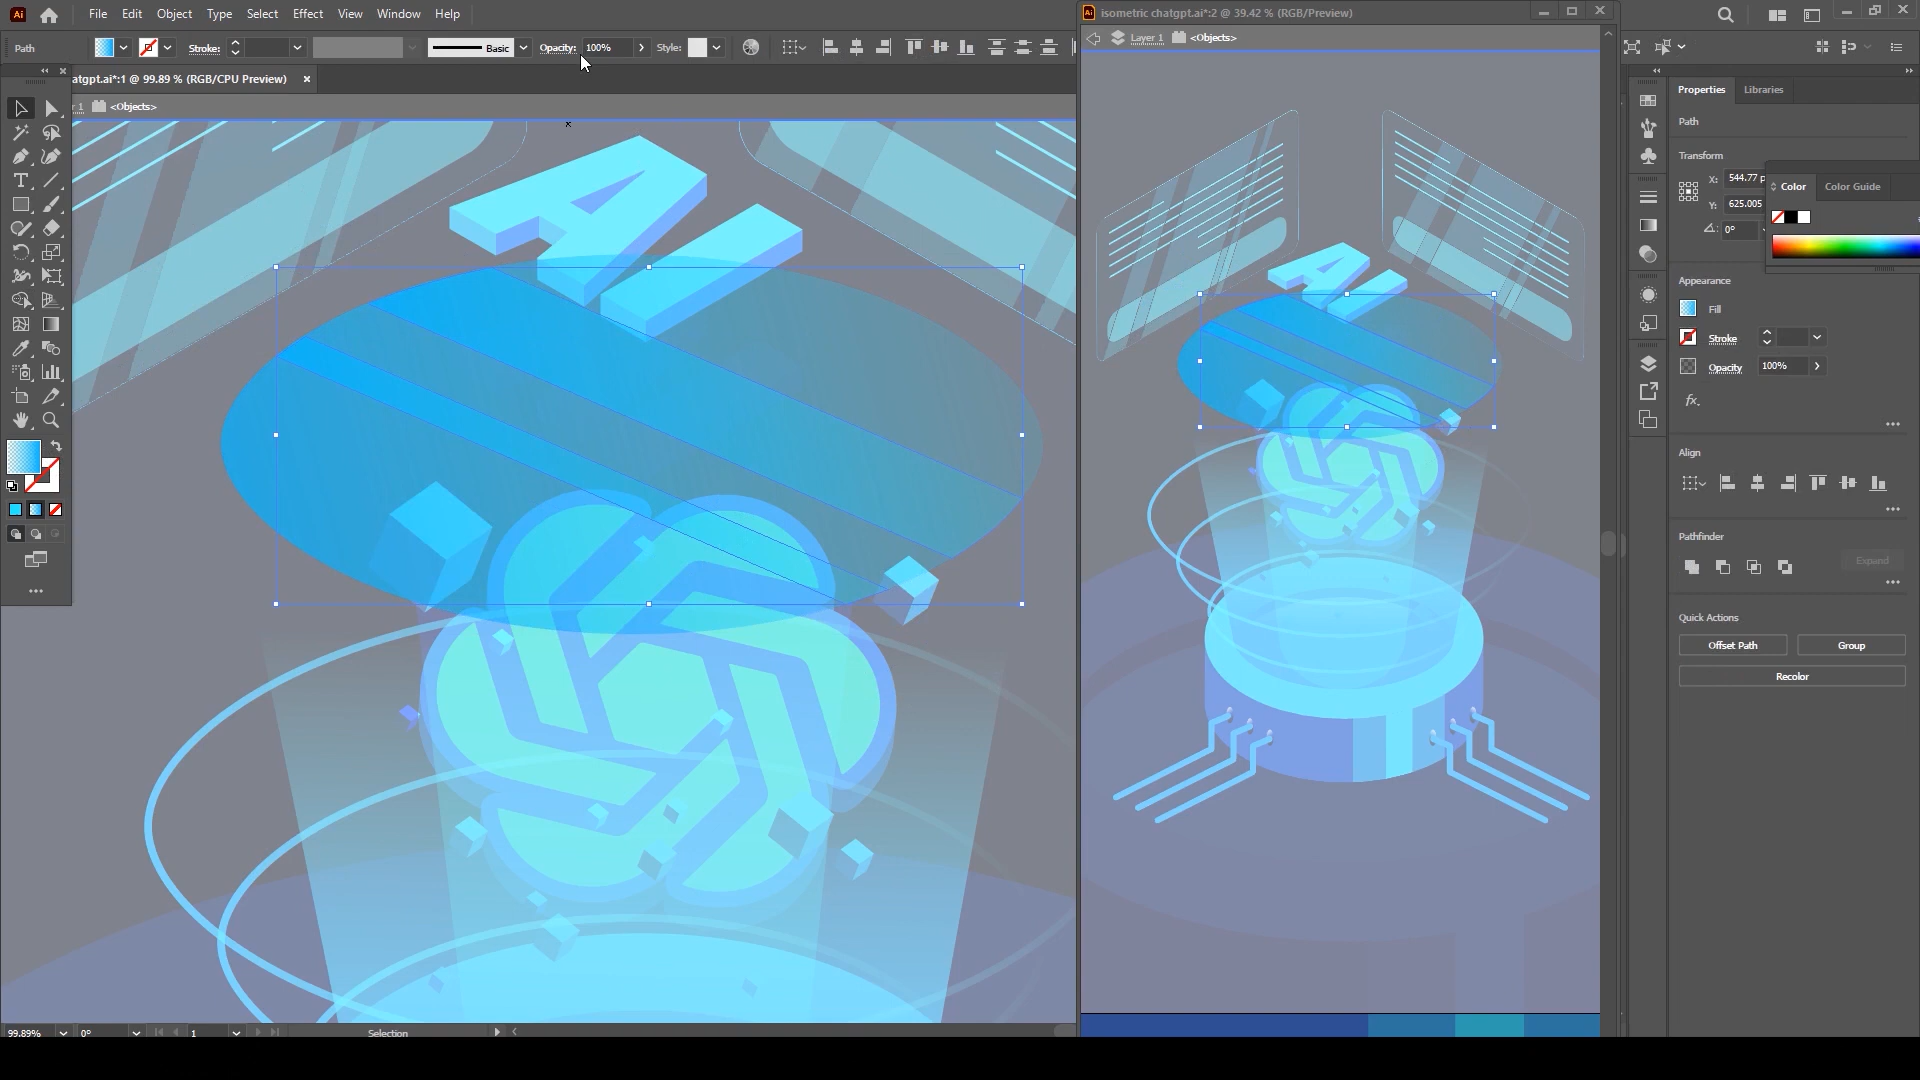 Ai File Edit Object Type Select Effect View Window Help
Ai isometric chatgpt.ai*:2 @ 39.42 % (RGB/Preview)
Path
Stroke:
Basic
Opacity: 100%
Style:
Layer 1 <Objects>
atgpt.ai*:1 @ 99.89 % (RGB/CPU Preview) ×
r 1 <Objects>
Properties Libraries
Path
Transform
X: 544.77 p
Y: 625.005
0°
Color Color Guide
Appearance
Fill
Stroke
Opacity 100%
fx.
Align
Pathfinder
Expand
Quick Actions
Offset Path Group
Recolor
AI
AI
99.89% 0° 1 Selection